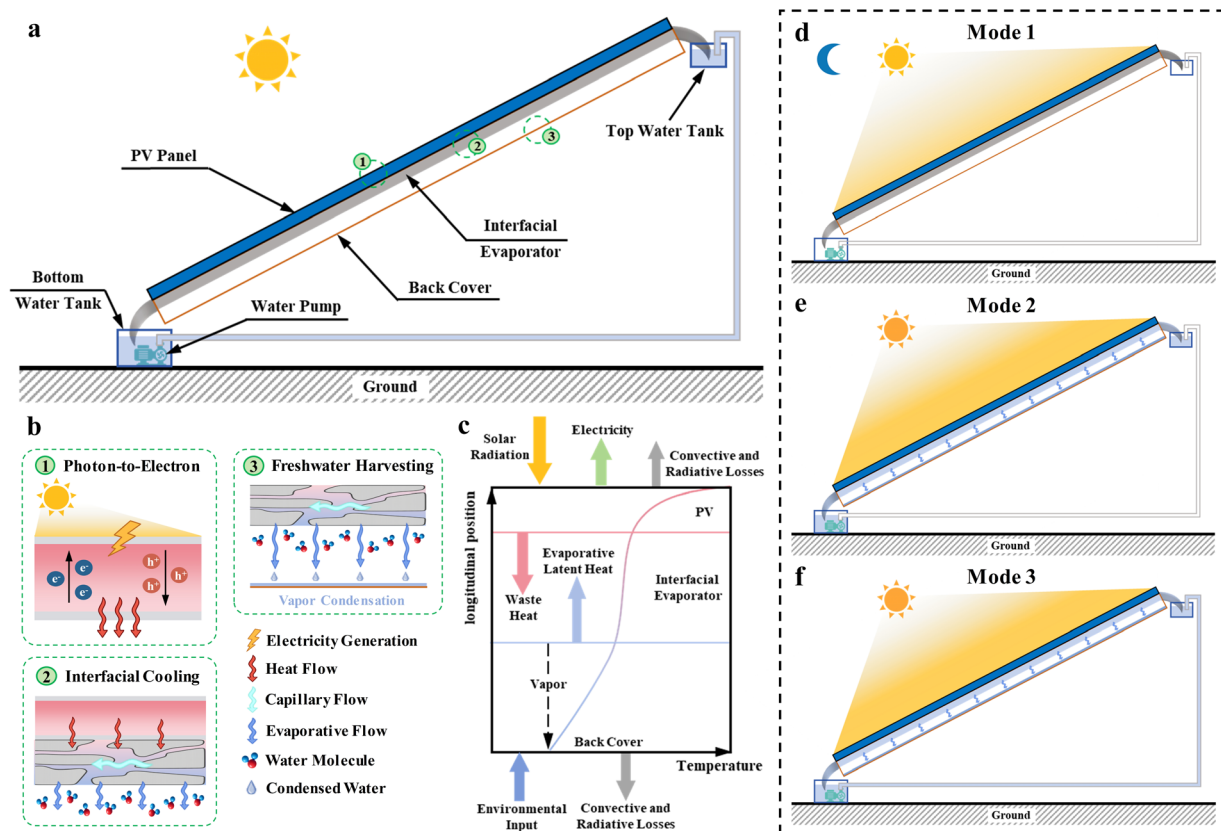 a
PV Panel
1
2
3
Top Water Tank
Interfacial
Evaporator
Back Cover
Bottom
Water Tank
Water Pump
Ground
b
1 Photon-to-Electron
e-
e-
e-
h+
h+
h+
2 Interfacial Cooling
3 Freshwater Harvesting
Vapor Condensation
Electricity Generation
Heat Flow
Capillary Flow
Evaporative Flow
Water Molecule
Condensed Water
c
Solar
Radiation
Electricity
Convective and
Radiative Losses
longitudinal position
PV
Evaporative
Latent Heat
Waste
Heat
Interfacial
Evaporator
Vapor
Back Cover
Temperature
Environmental
Input
Convective and
Radiative Losses
d
Mode 1
Ground
e
Mode 2
Ground
f
Mode 3
Ground